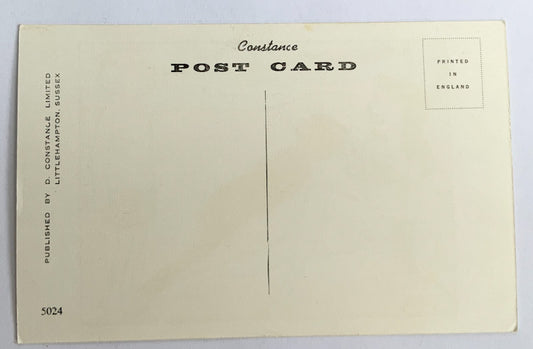 Constance
POST CARD
PRINTED
IN
ENGLAND
PUBLISHED BY D. CONSTANCE LIMITED
LITTLEHAMPTON, SUSSEX
5024